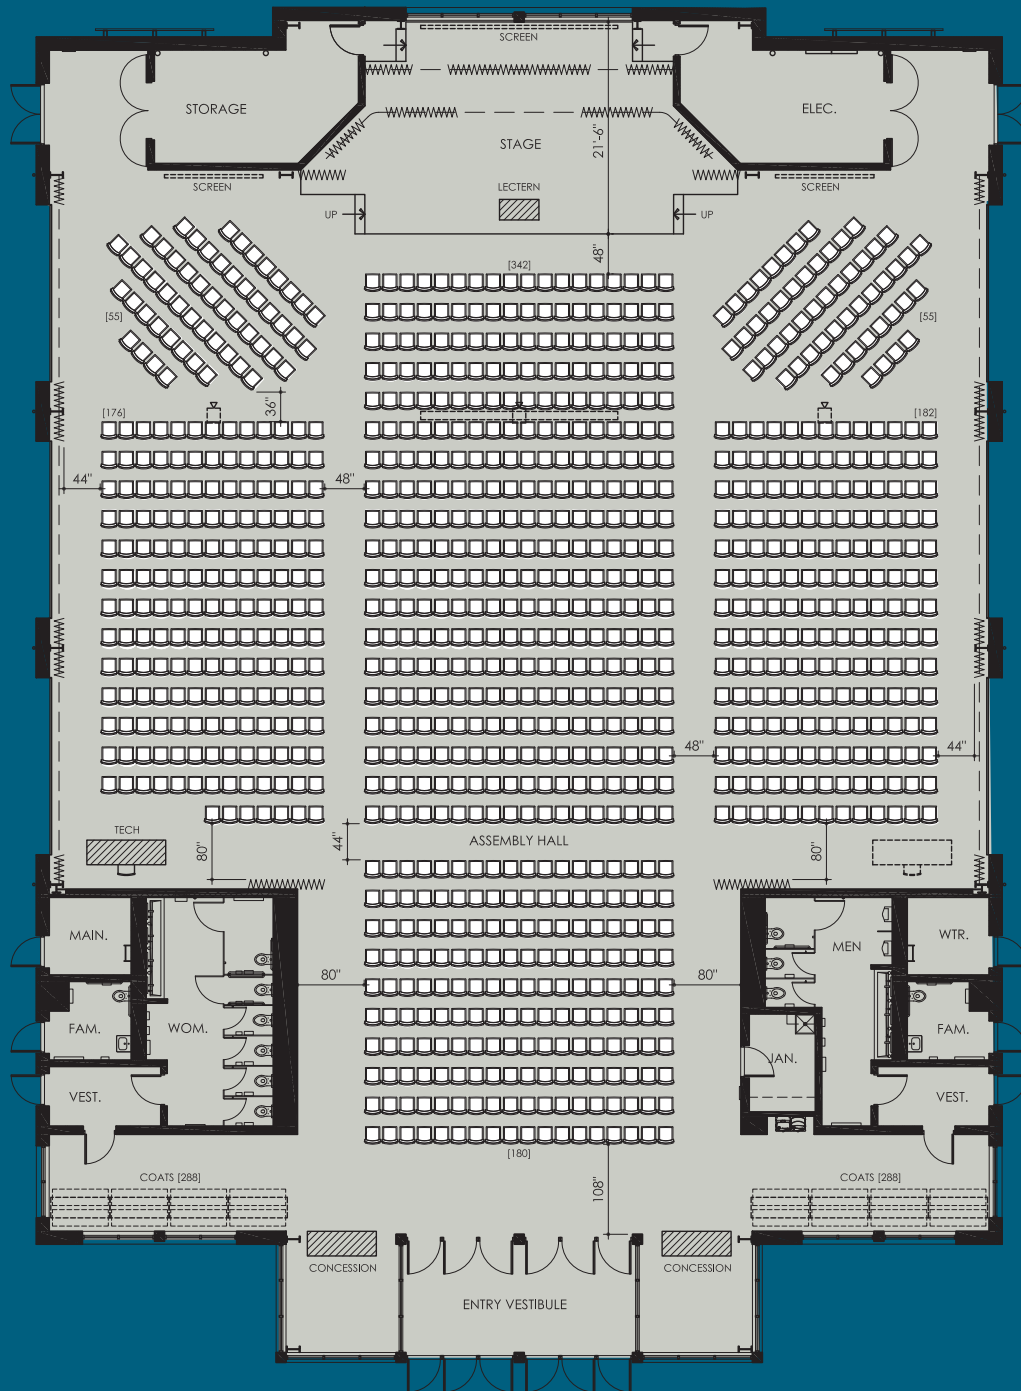 SCREEN
STORAGE
ELEC.
21'-6"
STAGE
SCREEN
LECTERN
SCREEN
UP
UP
48"
[342]
[55]
[55]
36"
[176]
[182]
44"
48"
48"
44"
TECH
ASSEMBLY HALL
44"
80"
80"
MAIN.
MEN
WTR.
80"
80"
FAM.
WOM.
JAN.
FAM.
VEST.
VEST.
[180]
COATS [288]
COATS [288]
108"
CONCESSION
CONCESSION
ENTRY VESTIBULE